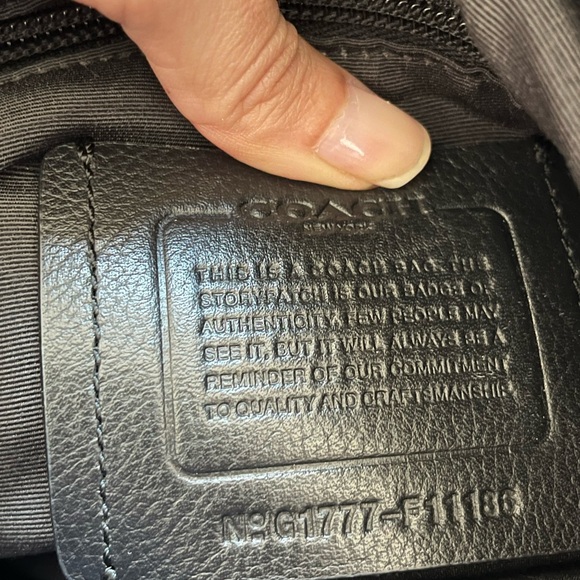 COACH
NEW YORK
THIS IS A COACH BAG. THE
STORYPATCH IS OUR BADGE OF
AUTHENTICITY. FEW PEOPLE MAY
SEE IT, BUT IT WILL ALWAYS BE A
REMINDER OF OUR COMMITMENT
TO QUALITY AND CRAFTSMANSHIP.
No G1777-F11186